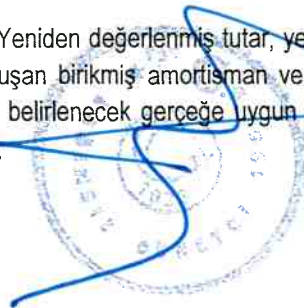 Yeniden değerlenmiş tutar, ye
uşan birikmiş amortisman ve
belirlenecek gerçeğe uygun